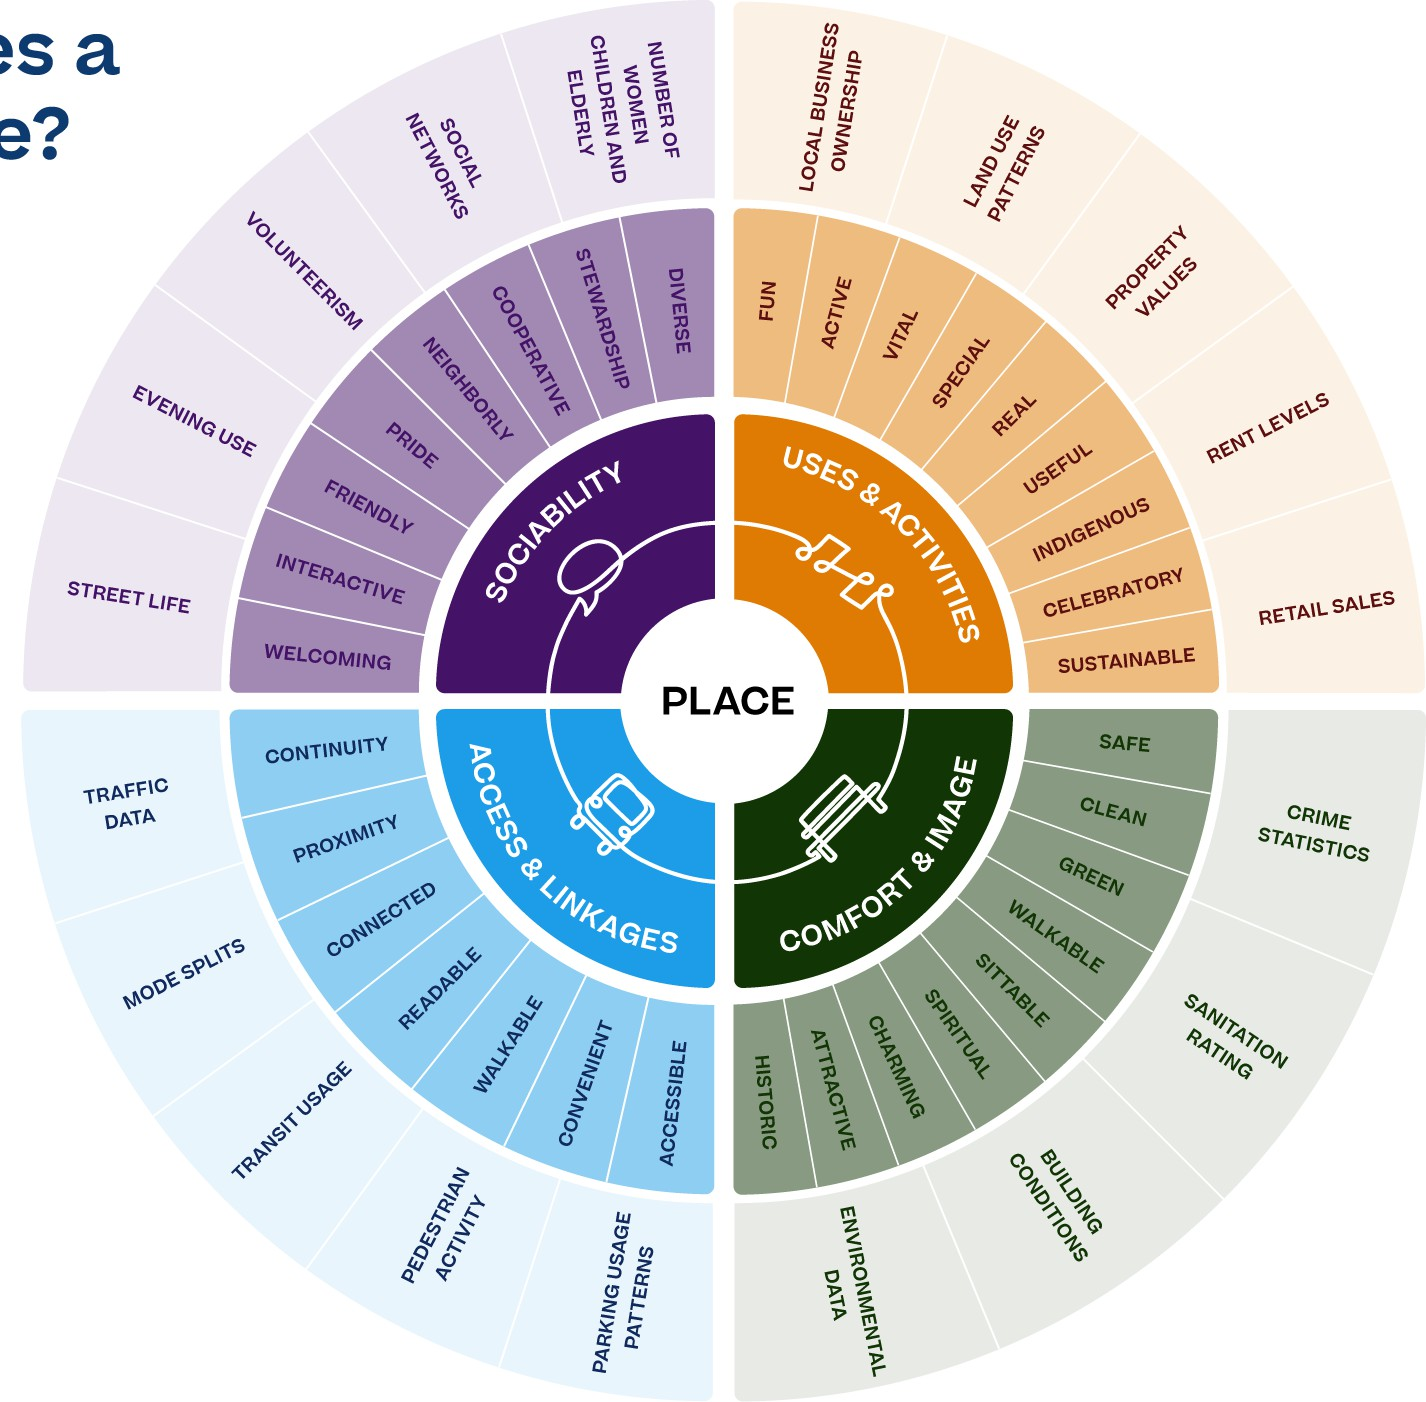 es a
e?
NUMBER OF
WOMEN
CHILDREN AND
ELDERLY
SOCIAL
NETWORKS
VOLUNTEERISM
EVENING USE
STREET LIFE
DIVERSE
STEWARDSHIP
COOPERATIVE
NEIGHBORLY
PRIDE
FRIENDLY
INTERACTIVE
WELCOMING
SOCIABILITY
LOCAL BUSINESS
OWNERSHIP
LAND USE
PATTERNS
PROPERTY
VALUES
RENT LEVELS
RETAIL SALES
FUN
ACTIVE
VITAL
SPECIAL
REAL
USEFUL
INDIGENOUS
CELEBRATORY
SUSTAINABLE
USES & ACTIVITIES
PLACE
ACCESS & LINKAGES
CONTINUITY
PROXIMITY
CONNECTED
READABLE
WALKABLE
CONVENIENT
ACCESSIBLE
TRAFFIC
DATA
MODE SPLITS
TRANSIT USAGE
PEDESTRIAN
ACTIVITY
PARKING USAGE
PATTERNS
COMFORT & IMAGE
SAFE
CLEAN
GREEN
WALKABLE
SITTABLE
SPIRITUAL
CHARMING
ATTRACTIVE
HISTORIC
CRIME
STATISTICS
SANITATION
RATING
BUILDING
CONDITIONS
ENVIRONMENTAL
DATA